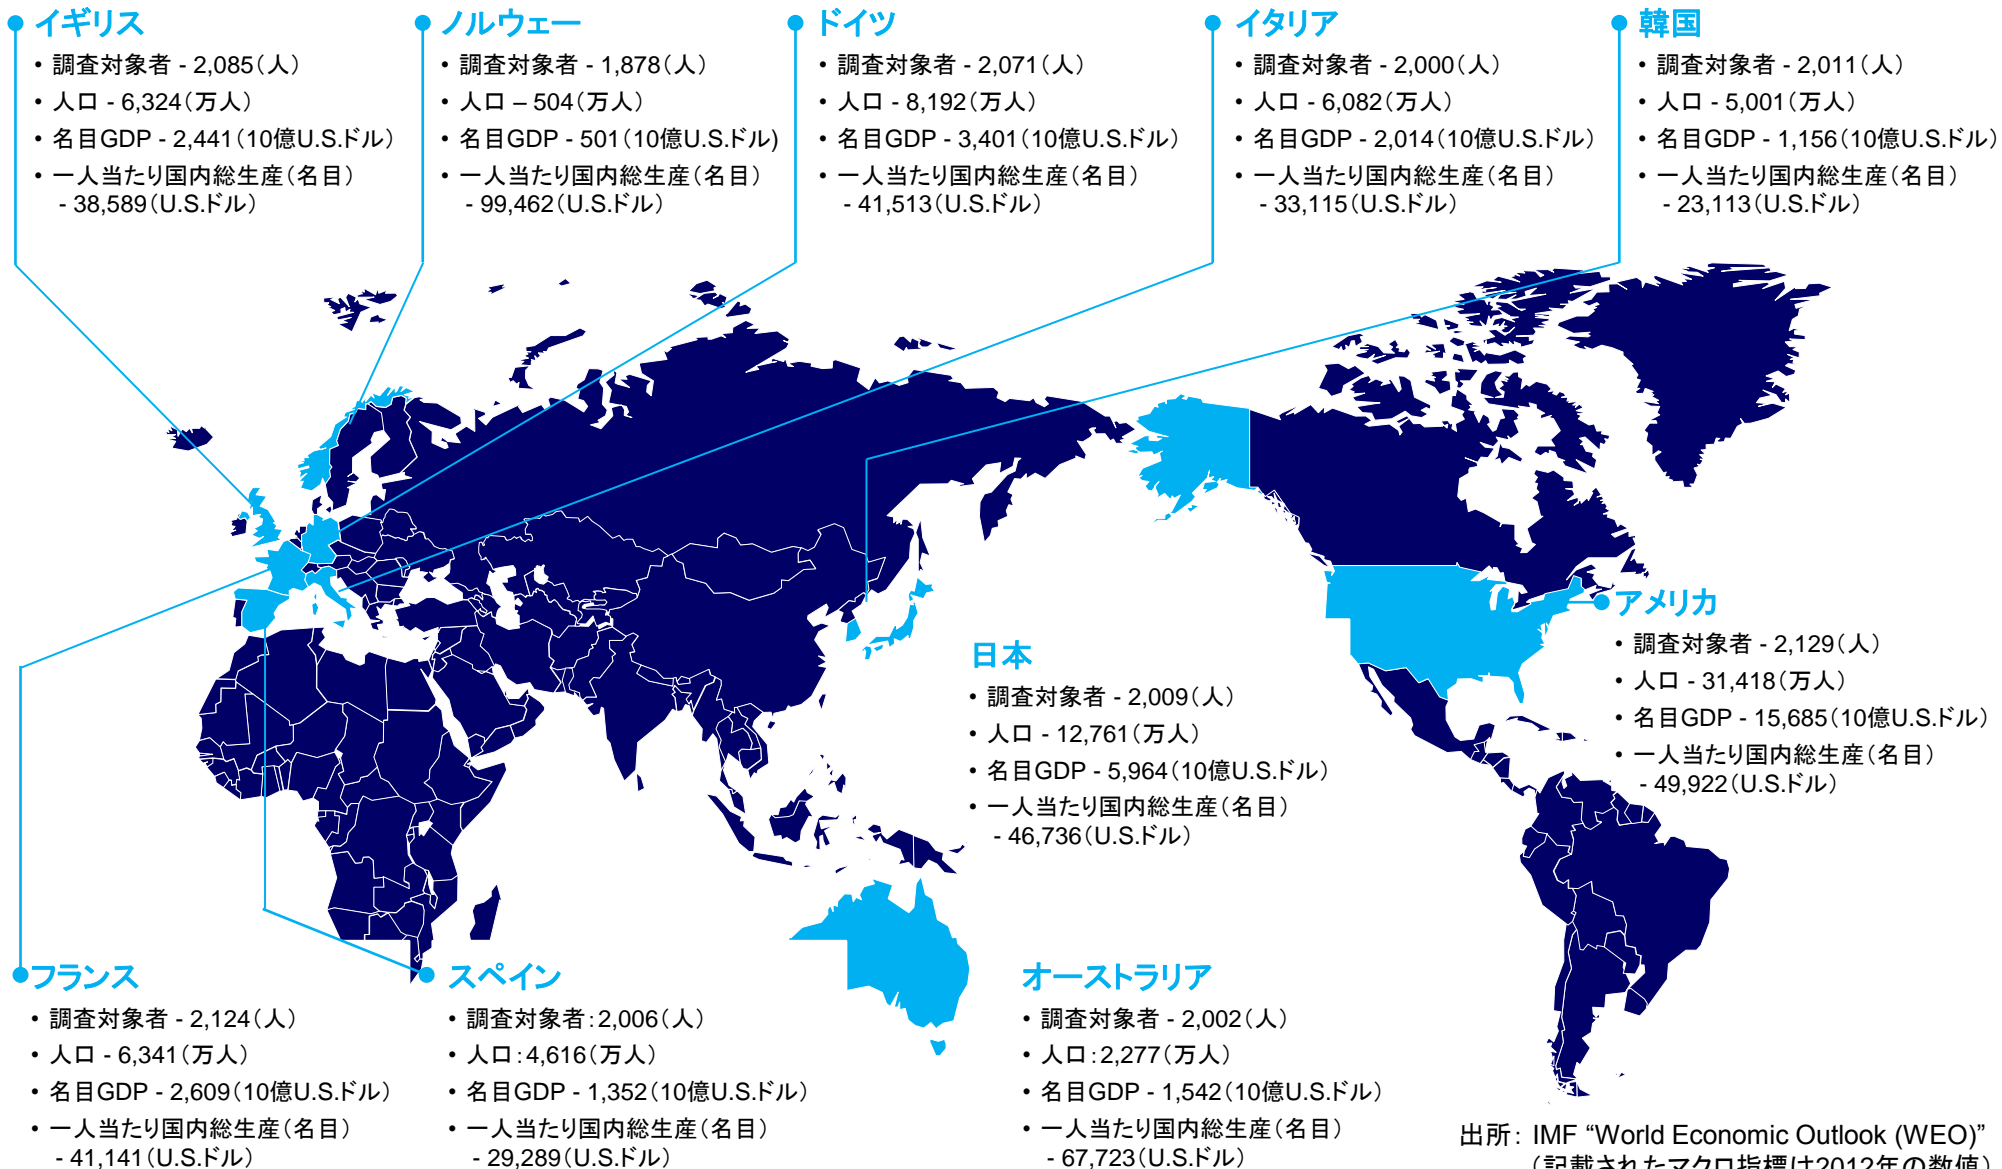 イギリス
・調査対象者 - 2,085(人)
・人口 - 6,324(万人)
・名目GDP - 2,441(10億U.S.ドル)
・一人当たり国内総生産(名目)
- 38,589(U.S.ドル)
ノルウェー
・調査対象者 - 1,878(人)
・人口 – 504(万人)
・名目GDP - 501(10億U.S.ドル)
・一人当たり国内総生産(名目)
- 99,462(U.S.ドル)
ドイツ
・調査対象者 - 2,071(人)
・人口 - 8,192(万人)
・名目GDP - 3,401(10億U.S.ドル)
・一人当たり国内総生産(名目)
- 41,513(U.S.ドル)
イタリア
・調査対象者 - 2,000(人)
・人口 - 6,082(万人)
・名目GDP - 2,014(10億U.S.ドル)
・一人当たり国内総生産(名目)
- 33,115(U.S.ドル)
韓国
・調査対象者 - 2,011(人)
・人口 - 5,001(万人)
・名目GDP - 1,156(10億U.S.ドル)
・一人当たり国内総生産(名目)
- 23,113(U.S.ドル)
アメリカ
・調査対象者 - 2,129(人)
・人口 - 31,418(万人)
・名目GDP - 15,685(10億U.S.ドル)
・一人当たり国内総生産(名目)
- 49,922(U.S.ドル)
日本
・調査対象者 - 2,009(人)
・人口 - 12,761(万人)
・名目GDP - 5,964(10億U.S.ドル)
・一人当たり国内総生産(名目)
- 46,736(U.S.ドル)
フランス
・調査対象者 - 2,124(人)
・人口 - 6,341(万人)
・名目GDP - 2,609(10億U.S.ドル)
・一人当たり国内総生産(名目)
- 41,141(U.S.ドル)
スペイン
・調査対象者:2,006(人)
・人口:4,616(万人)
・名目GDP - 1,352(10億U.S.ドル)
・一人当たり国内総生産(名目)
- 29,289(U.S.ドル)
オーストラリア
・調査対象者 - 2,002(人)
・人口:2,277(万人)
・名目GDP - 1,542(10億U.S.ドル)
・一人当たり国内総生産(名目)
- 67,723(U.S.ドル)
出所: IMF “World Economic Outlook (WEO)”
(記載されたマクロ指標は2012年の数値)